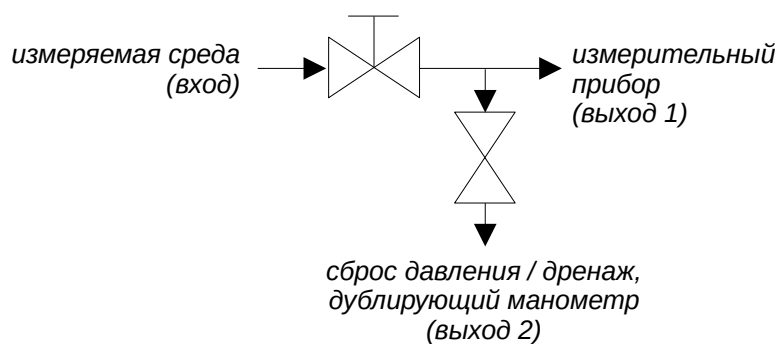 измеряемая среда
(вход)
измерительный
прибор
(выход 1)
сброс давления / дренаж,
дублирующий манометр
(выход 2)